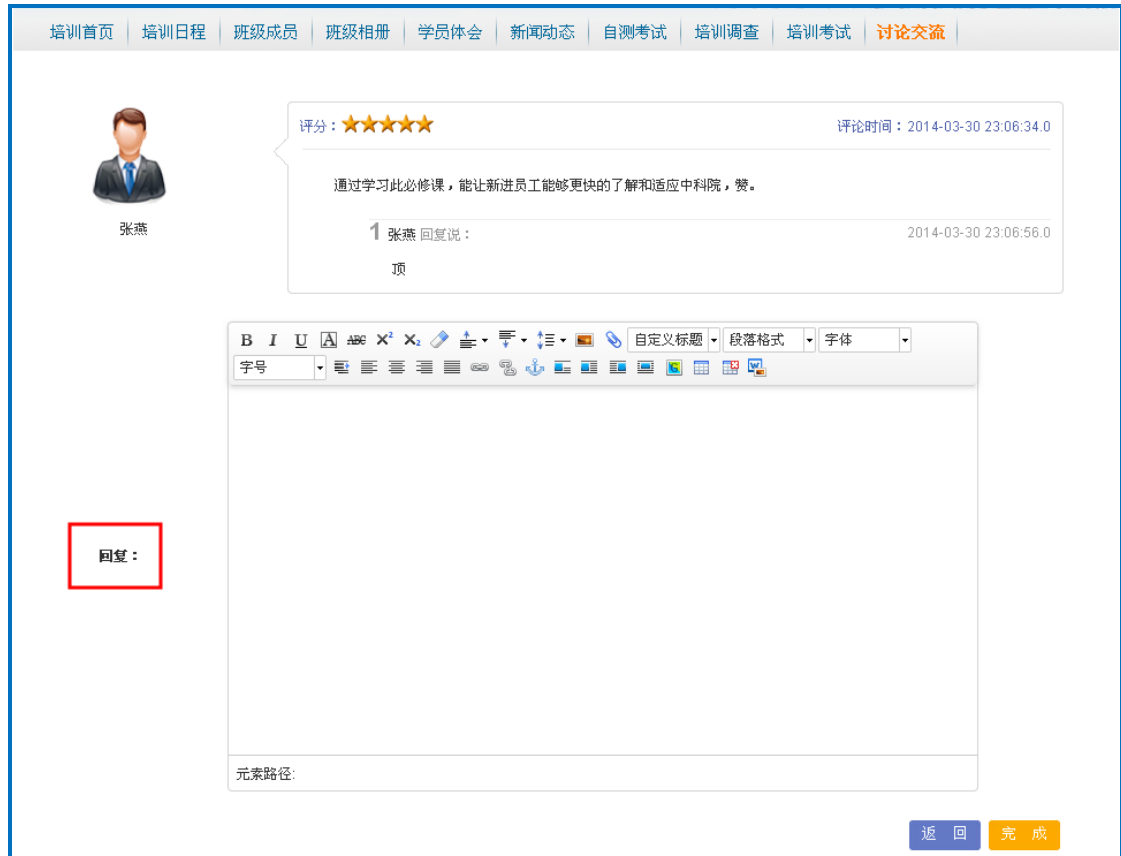 培训首页 培训日程 班级成员 班级相册 学员体会 新闻动态 自测考试 培训调查 培训考试 讨论交流
评分： 评论时间：2014-03-30 23:06:34.0
通过学习此必修课，能让新进员工能够更快的了解和适应中科院，赞。
张燕
1 张燕 回复说： 2014-03-30 23:06:56.0
顶
B I U A ABC X² X₂ 自定义标题 段落格式 字体
字号
回复：
元素路径:
返 回 完 成